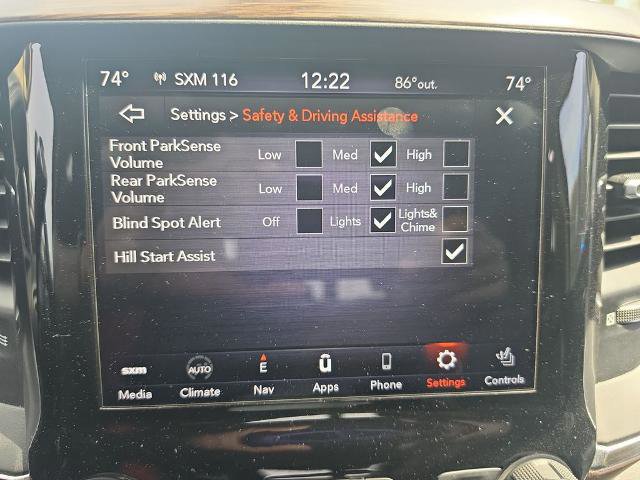 74° SXM 116 12:22 86°out. 74°
Settings > Safety & Driving Assistance
Front ParkSense
Volume Low Med High
Rear ParkSense
Volume Low Med High
Blind Spot Alert Off Lights Lights&
Chime
Hill Start Assist
sxm AUTO E ū
Media Climate Nav Apps Phone Settings Controls